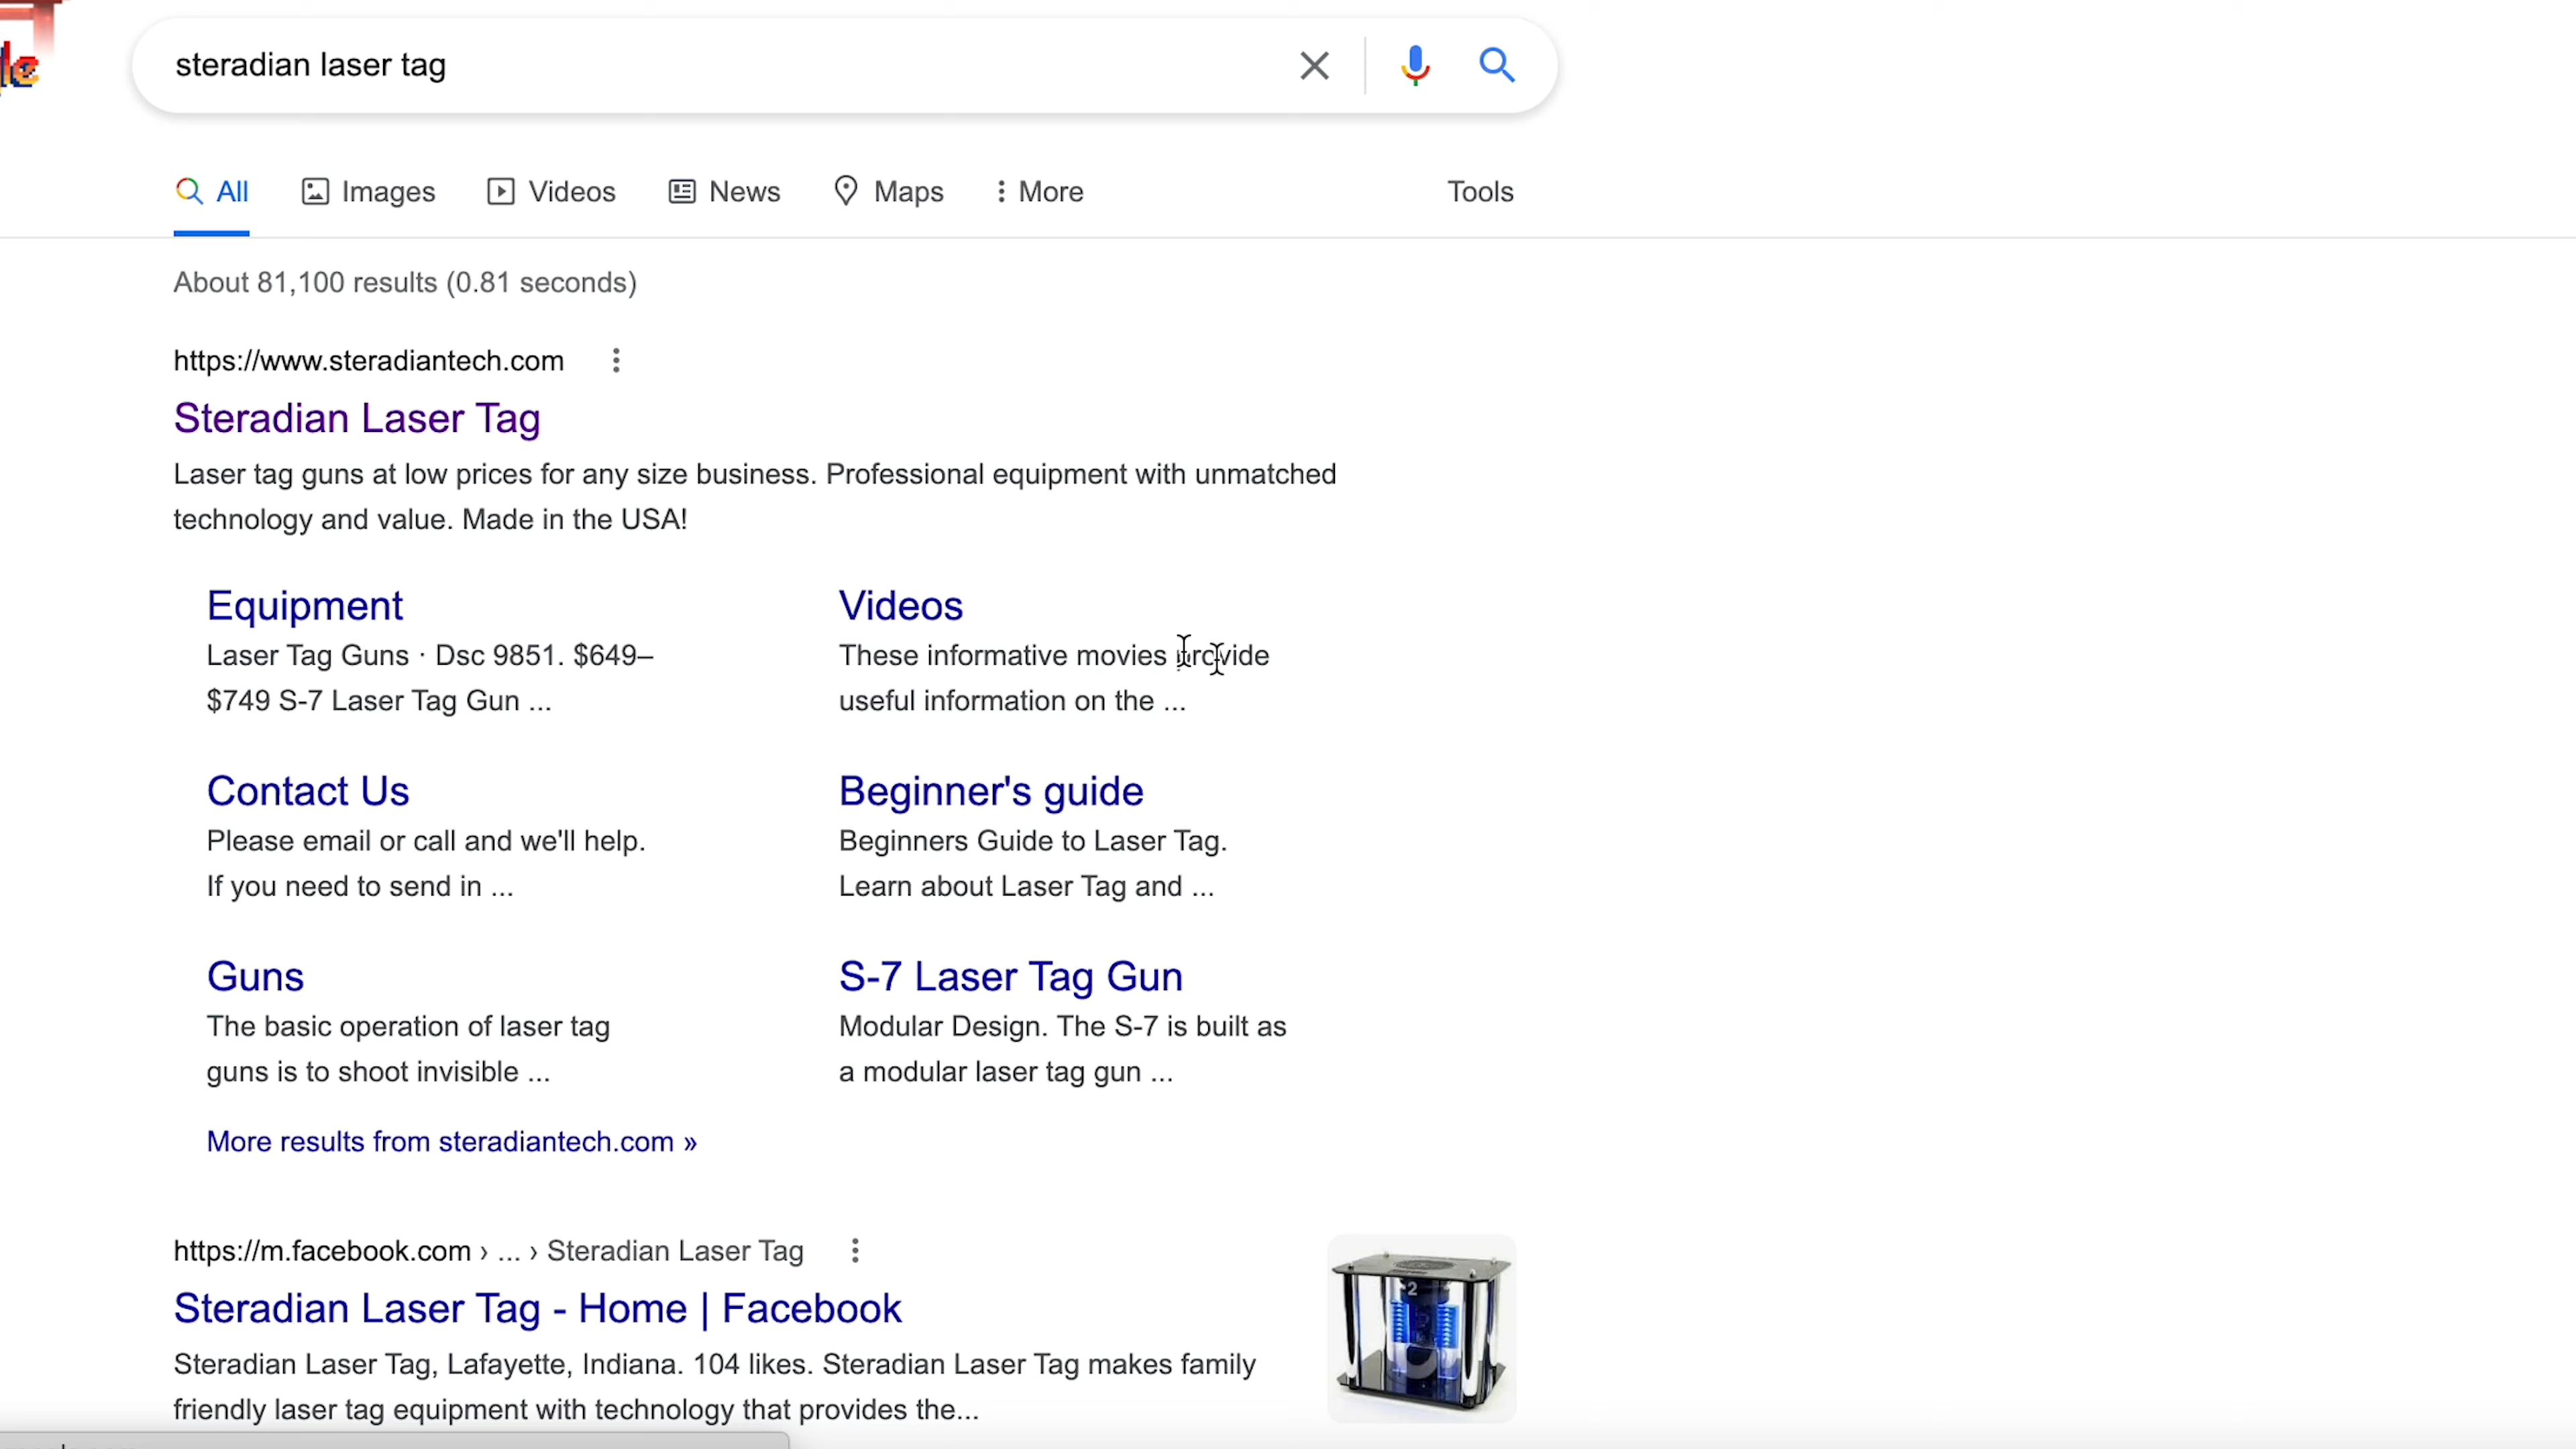 le
steradian laser tag
All Images Videos News Maps More Tools
About 81,100 results (0.81 seconds)
https://www.steradiantech.com
Steradian Laser Tag
Laser tag guns at low prices for any size business. Professional equipment with unmatched
technology and value. Made in the USA!
Equipment
Laser Tag Guns · Dsc 9851. $649–
$749 S-7 Laser Tag Gun ...
Videos
These informative movies provide
useful information on the ...
Contact Us
Please email or call and we'll help.
If you need to send in ...
Beginner's guide
Beginners Guide to Laser Tag.
Learn about Laser Tag and ...
Guns
The basic operation of laser tag
guns is to shoot invisible ...
S-7 Laser Tag Gun
Modular Design. The S-7 is built as
a modular laser tag gun ...
More results from steradiantech.com »
https://m.facebook.com › ... › Steradian Laser Tag
Steradian Laser Tag - Home | Facebook
Steradian Laser Tag, Lafayette, Indiana. 104 likes. Steradian Laser Tag makes family
friendly laser tag equipment with technology that provides the...